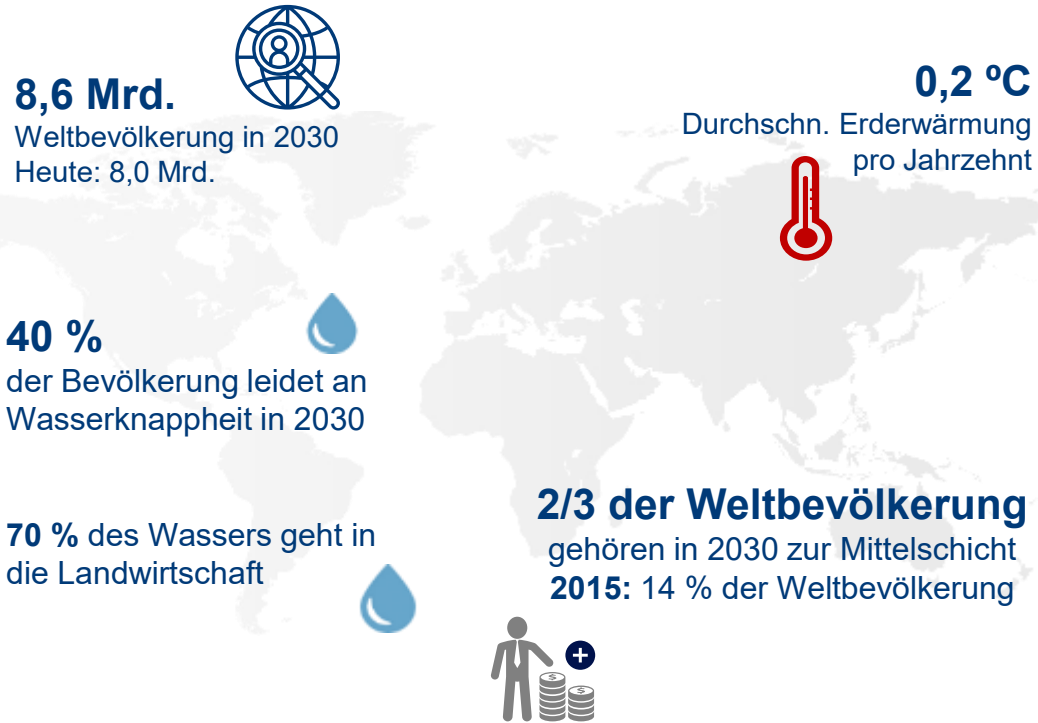 8,6 Mrd.
Weltbevölkerung in 2030
Heute: 8,0 Mrd.
0,2 ºC
Durchschn. Erderwärmung
pro Jahrzehnt
40 %
der Bevölkerung leidet an
Wasserknappheit in 2030
70 % des Wassers geht in
die Landwirtschaft
2/3 der Weltbevölkerung
gehören in 2030 zur Mittelschicht
2015: 14 % der Weltbevölkerung